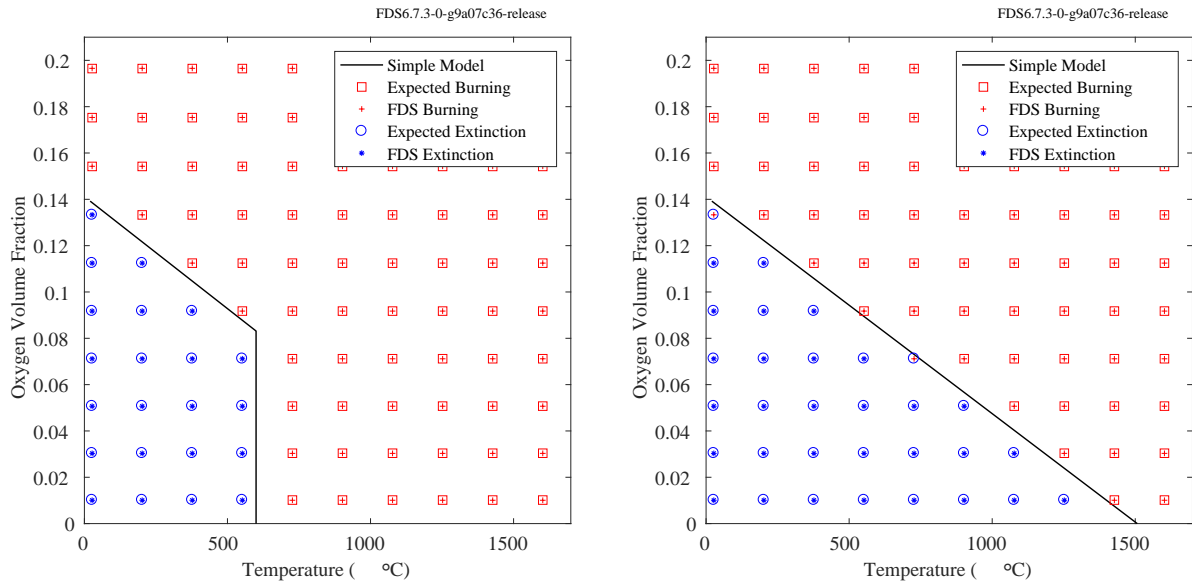 FDS6.7.3-0-g9a07c36-release
0.2
0.18
0.16
0.14
0.12
0.1
0.08
0.06
0.04
0.02
0
Oxygen Volume Fraction
Simple Model
Expected Burning
FDS Burning
Expected Extinction
FDS Extinction
0 500 1000 1500
Temperature ( °C)
FDS6.7.3-0-g9a07c36-release
0.2
0.18
0.16
0.14
0.12
0.1
0.08
0.06
0.04
0.02
0
Oxygen Volume Fraction
Simple Model
Expected Burning
FDS Burning
Expected Extinction
FDS Extinction
0 500 1000 1500
Temperature ( °C)